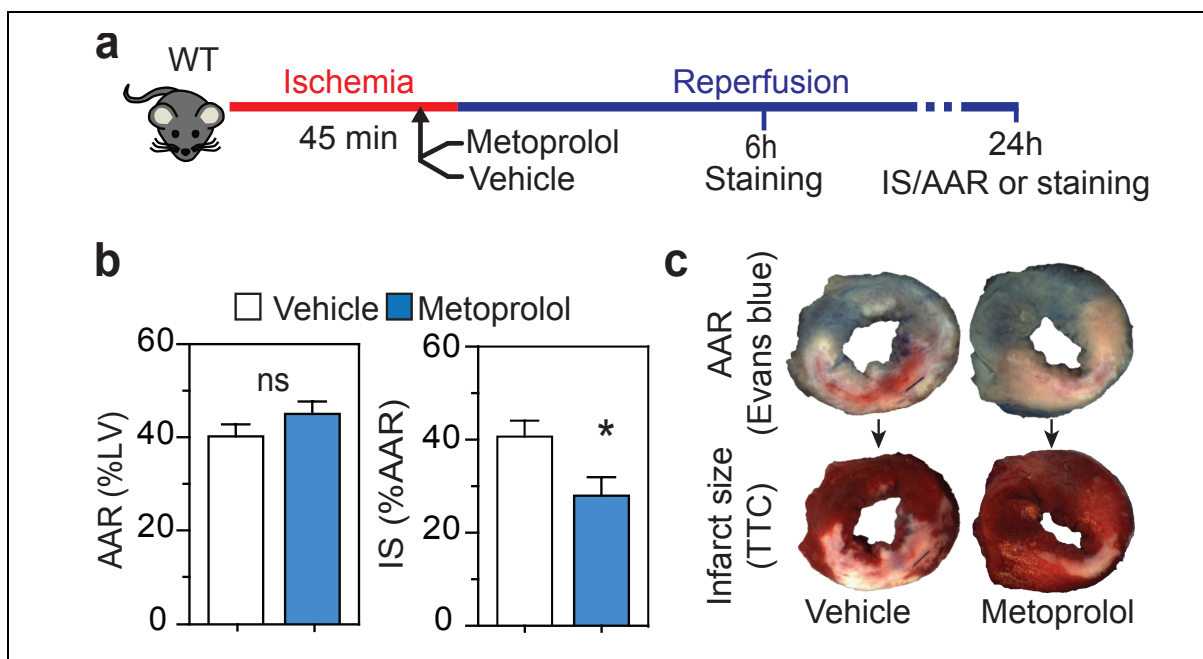 a
WT
Ischemia
Reperfusion
45 min
Metoprolol
Vehicle
6h
Staining
24h
IS/AAR or staining
b
Vehicle
Metoprolol
AAR (%LV)
60
40
20
0
ns
IS (%AAR)
60
40
20
0
*
c
AAR
(Evans blue)
Infarct size
(TTC)
Vehicle
Metoprolol